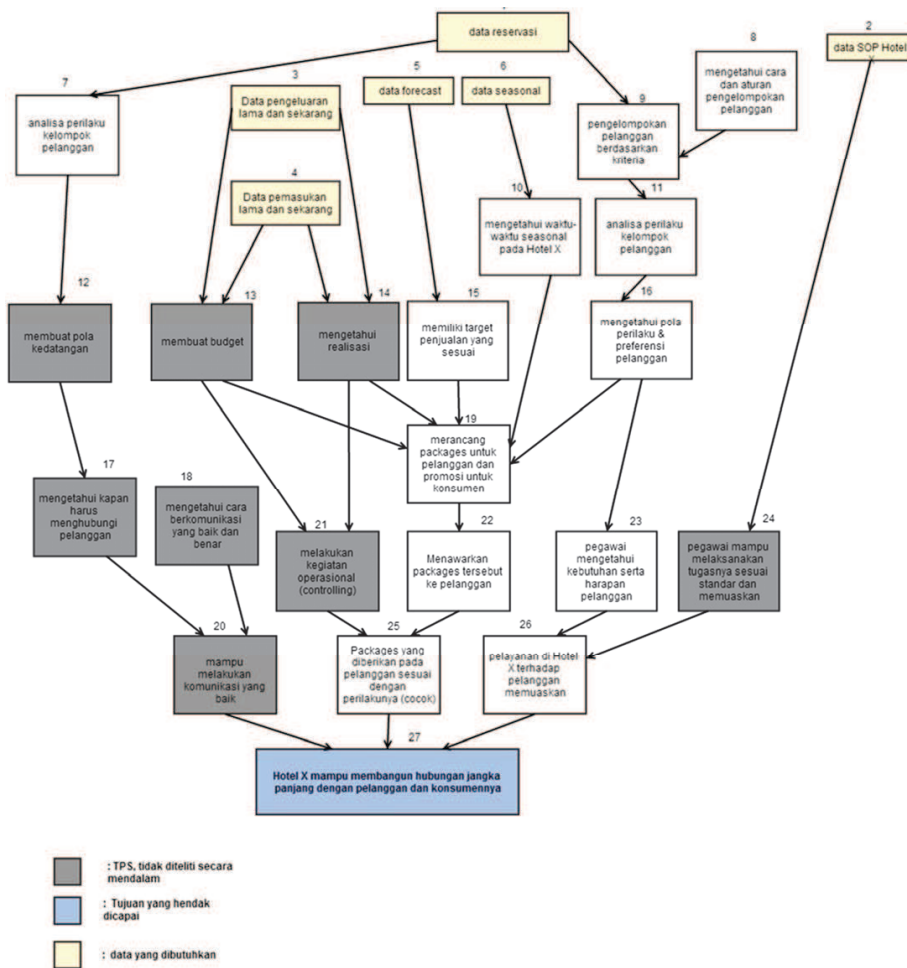 data reservasi
2
data SOP Hotel
X
8
mengetahui cara
dan aturan
pengelompokan
pelanggan
3
Data pengeluaran
lama dan sekarang
5
data forecast
6
data seasonal
7
analisa perilaku
kelompok
pelanggan
9
pengelompokan
pelanggan
berdasarkan
kriteria
4
Data pemasukan
lama dan sekarang
10
mengetahui waktu-
waktu seasonal
pada Hotel X
11
analisa perilaku
kelompok
pelanggan
12
membuat pola
kedatangan
13
membuat budget
14
mengetahui
realisasi
15
memiliki target
penjualan yang
sesuai
16
mengetahui pola
perilaku &
preferensi
pelanggan
19
merancang
packages untuk
pelanggan dan
promosi untuk
konsumen
17
mengetahui kapan
harus
menghubungi
pelanggan
18
mengetahui cara
berkomunikasi
yang baik dan
benar
21
melakukan
kegiatan
operasional
(controlling)
22
Menawarkan
packages tersebut
ke pelanggan
23
pegawai
mengetahui
kebutuhan serta
harapan
pelanggan
24
pegawai mampu
melaksanakan
tugasnya sesuai
standar dan
memuaskan
20
mampu
melakukan
komunikasi yang
baik
25
Packages yang
diberikan pada
pelanggan sesuai
dengan
perilakunya (cocok)
26
pelayanan di Hotel
X terhadap
pelanggan
memuaskan
27
Hotel X mampu membangun hubungan jangka
panjang dengan pelanggan dan konsumennya
: TPS, tidak diteliti secara
mendalam
: Tujuan yang hendak
dicapai
: data yang dibutuhkan